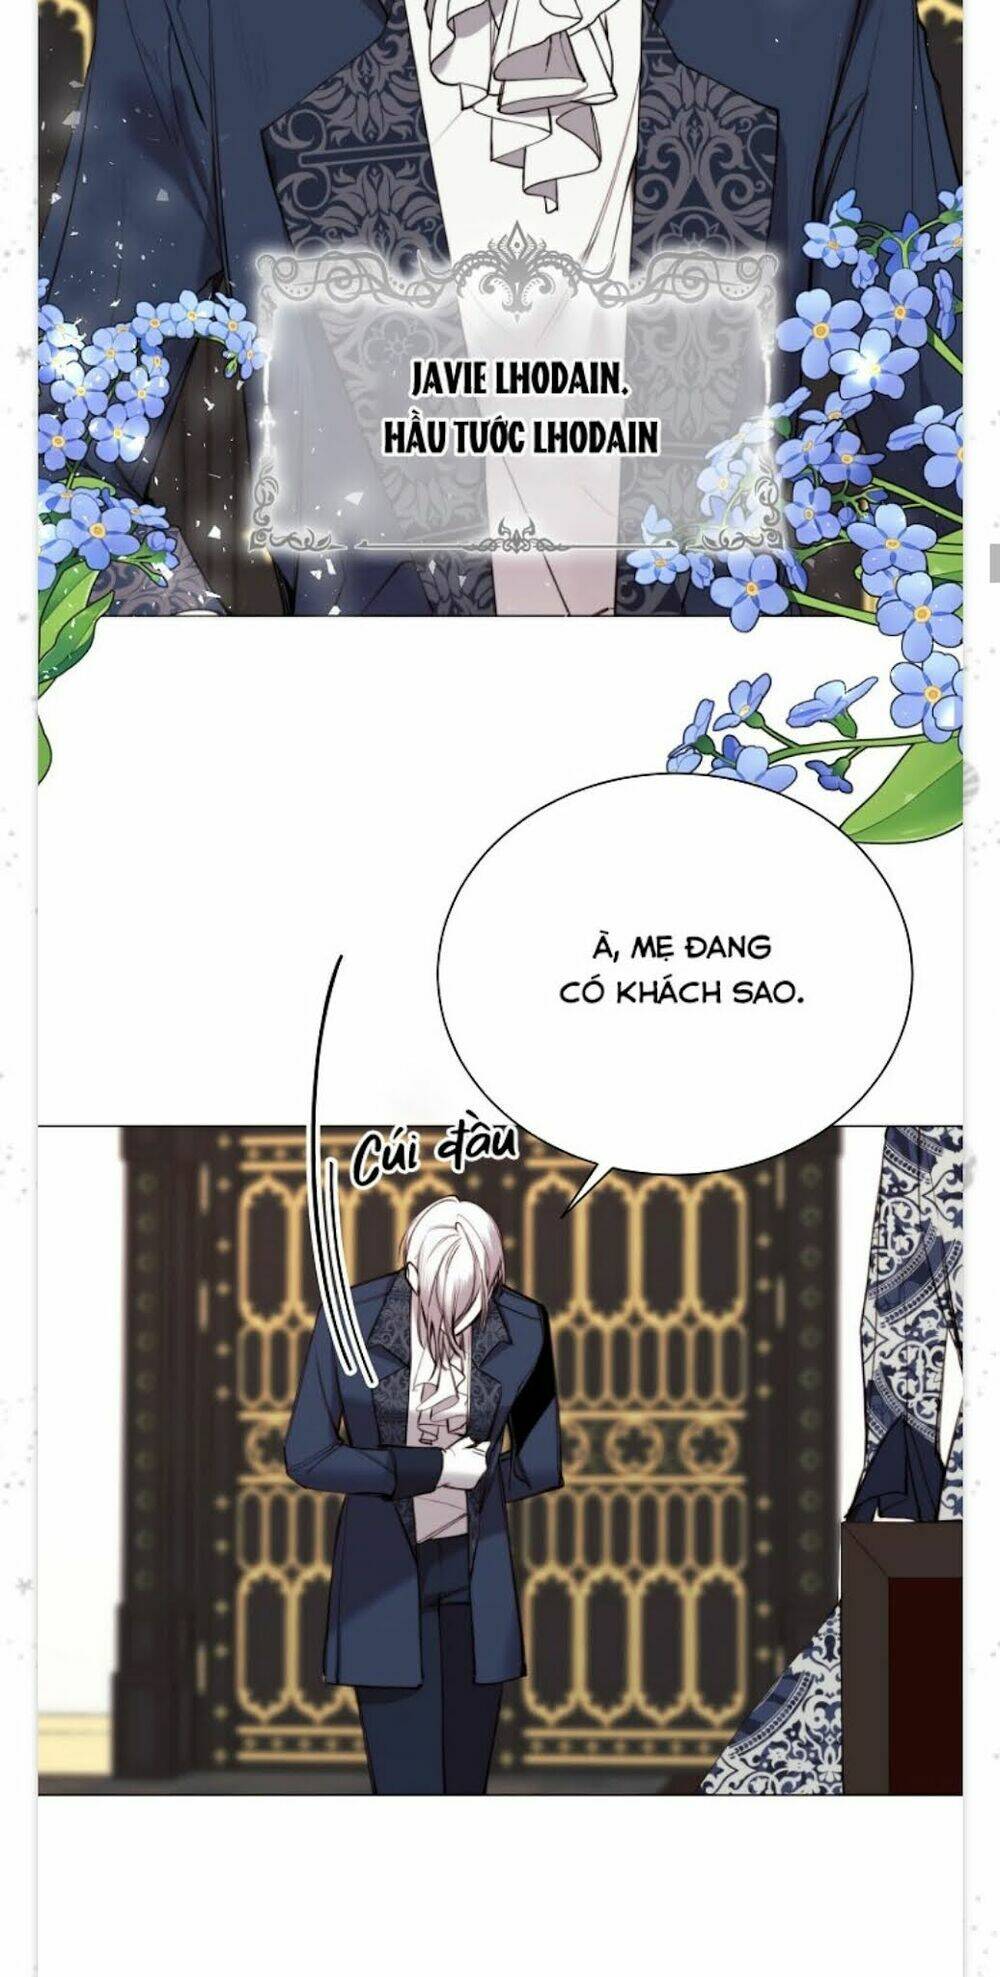 JAVIE LHODAIN,
HẦU TƯỚC LHODAIN
À, MẸ ĐANG
CÓ KHÁCH SAO.
Cúi đầu